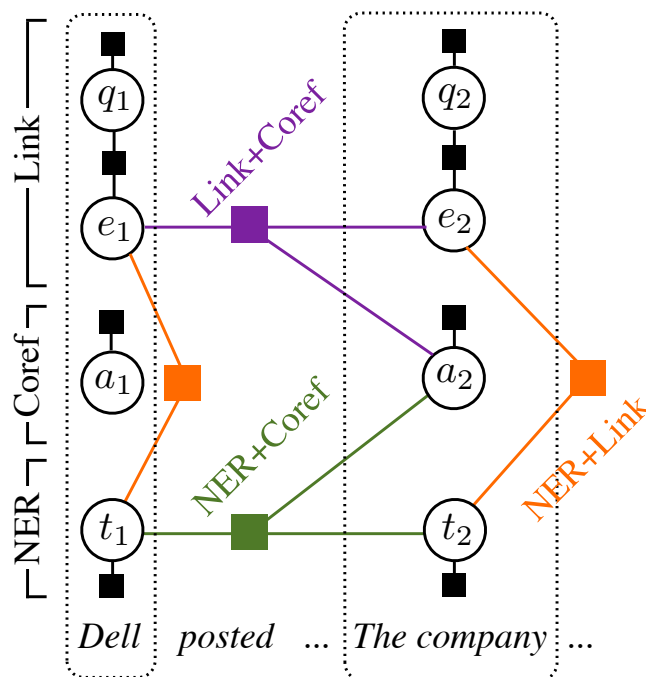 Link
Coref
NER
q1
q2
Link+Coref
e1
e2
a1
a2
NER+Coref
NER+Link
t1
t2
Dell posted ... The company ...